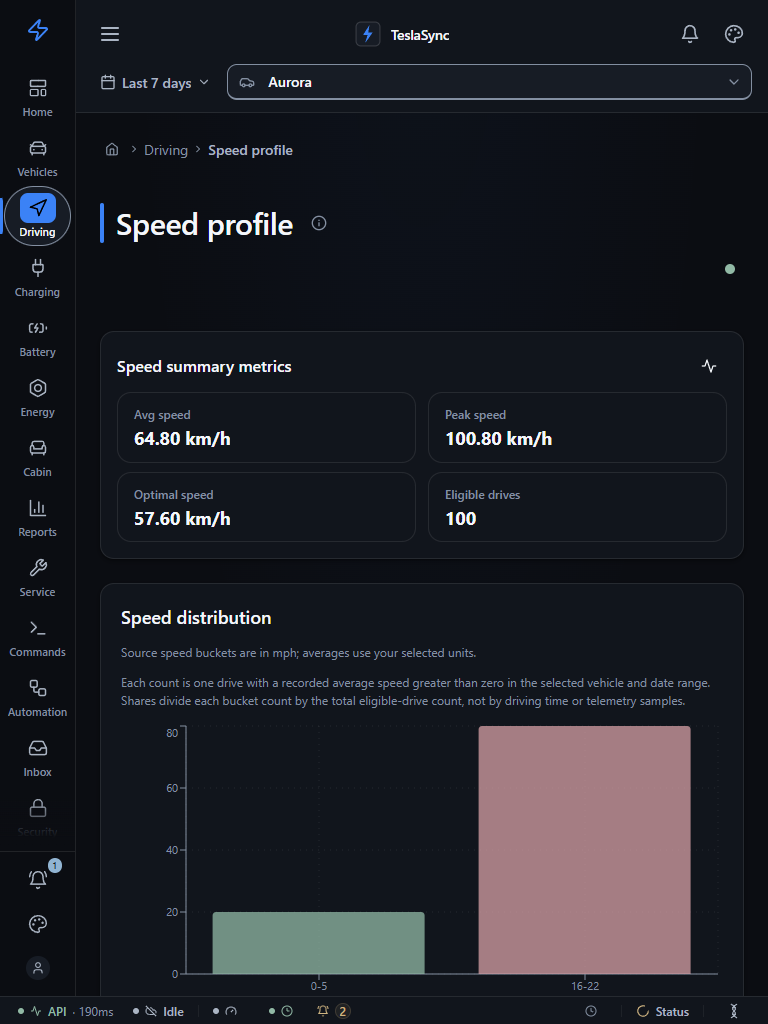 TeslaSync
Last 7 days
Aurora
Home
Vehicles
Driving
Charging
Battery
Energy
Cabin
Reports
Service
Commands
Automation
Inbox
Security
1
Driving
Speed profile
Speed profile
Speed summary metrics
Avg speed
64.80 km/h
Peak speed
100.80 km/h
Optimal speed
57.60 km/h
Eligible drives
100
Speed distribution
Source speed buckets are in mph; averages use your selected units.
Each count is one drive with a recorded average speed greater than zero in the selected vehicle and date range.
Shares divide each bucket count by the total eligible-drive count, not by driving time or telemetry samples.
80
60
40
20
0
0-5
16-22
API · 190ms
Idle
2
Status